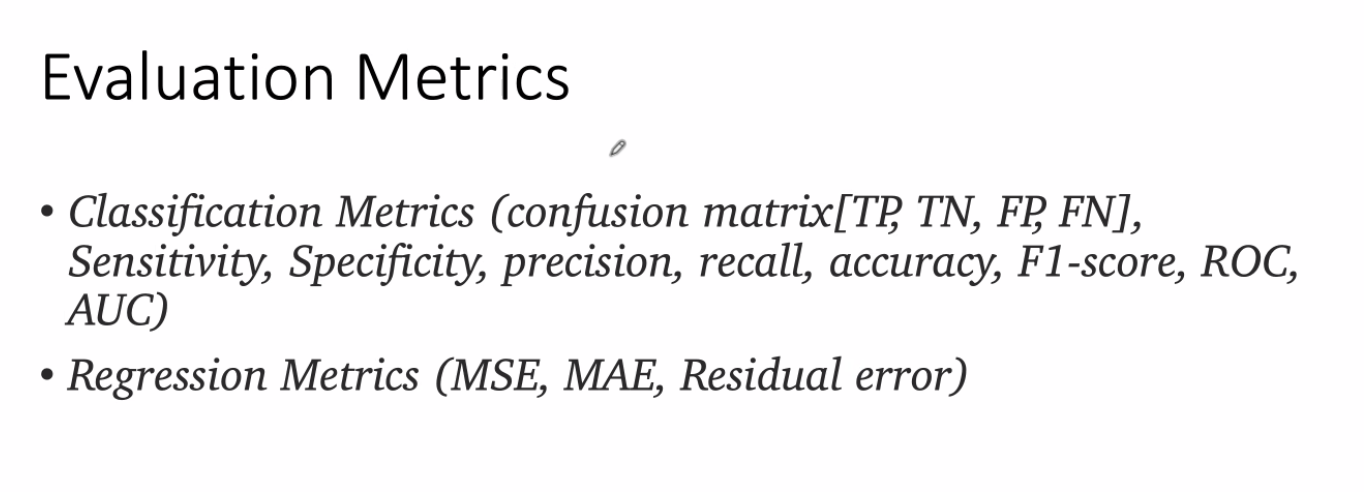 Evaluation Metrics
• Classification Metrics (confusion matrix[TP, TN, FP, FN],
Sensitivity, Specificity, precision, recall, accuracy, F1-score, ROC,
AUC)
• Regression Metrics (MSE, MAE, Residual error)